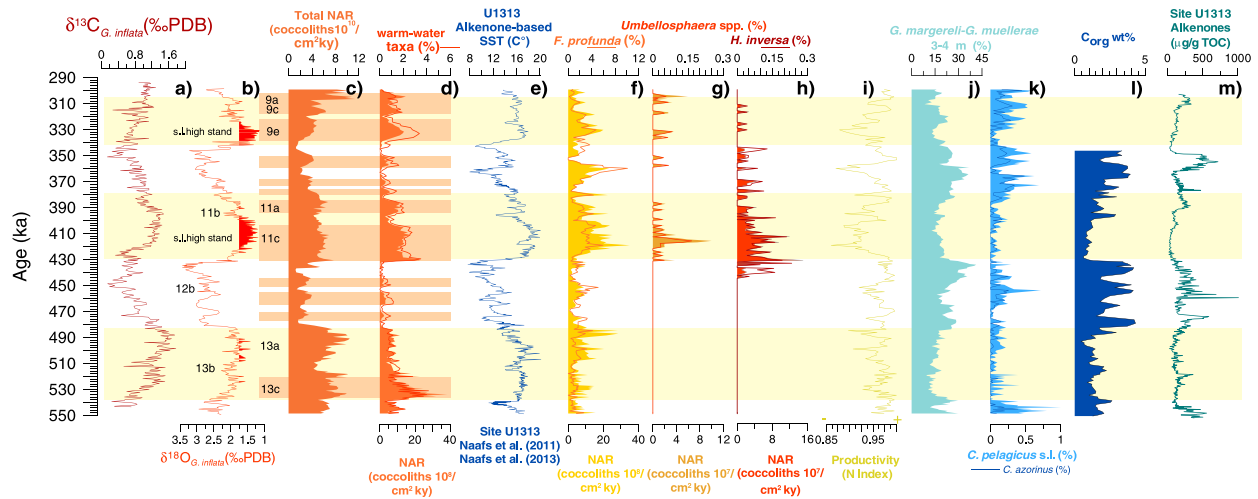 δ13C G. inflata (‰PDB)
0 0.8 1.6
Total NAR
(coccoliths10^10/
cm2ky)
0 4 8 12
warm-water
taxa (%)
0 2 4 6
U1313
Alkenone-based
SST (C°)
8 12 16 20
Umbellosphaera spp. (%)
F. profunda (%)
0 4 8 12
0 0.15 0.3
H. inversa (%)
0 0.15 0.3
G. margereli-G. muellerae
3-4 m (%)
0 15 30 45
Corg wt%
0 5
Site U1313
Alkenones
(µg/g TOC)
0 500 1000
a) b) c) d) e) f) g) h) i) j) k) l) m)
Age (ka)
290
310
330
350
370
390
410
430
450
470
490
510
530
550
9a
9c
s.l.high stand
9e
11a
11b
s.l.high stand
11c
12b
13a
13b
13c
3.5 3 2.5 2 1.5 1
δ18O G. inflata (‰PDB)
0 20 40
NAR
(coccoliths 10^8/
cm2 ky)
Site U1313
Naafs et al. (2011)
Naafs et al. (2013)
0 20 40
NAR
(coccoliths 10^8/
cm2 ky)
0 4 8 12
NAR
(coccoliths 10^7/
cm2 ky)
0 8 16
NAR
(coccoliths 10^7/
cm2 ky)
- +
0.85 0.95
Productivity
(N Index)
0 0.5 1
C. pelagicus s.l. (%)
C. azorinus (%)